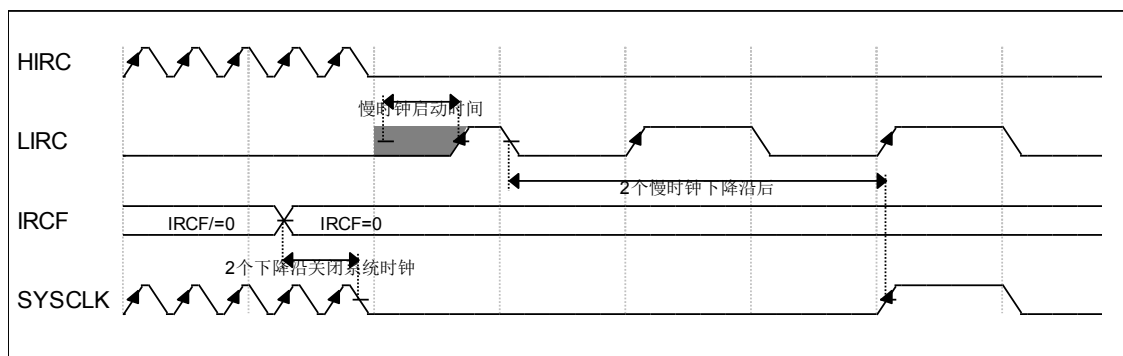 HIRC
慢时钟启动时间
LIRC
2个慢时钟下降沿后
IRCF
IRCF/=0
IRCF=0
2个下降沿关闭系统时钟
SYSCLK